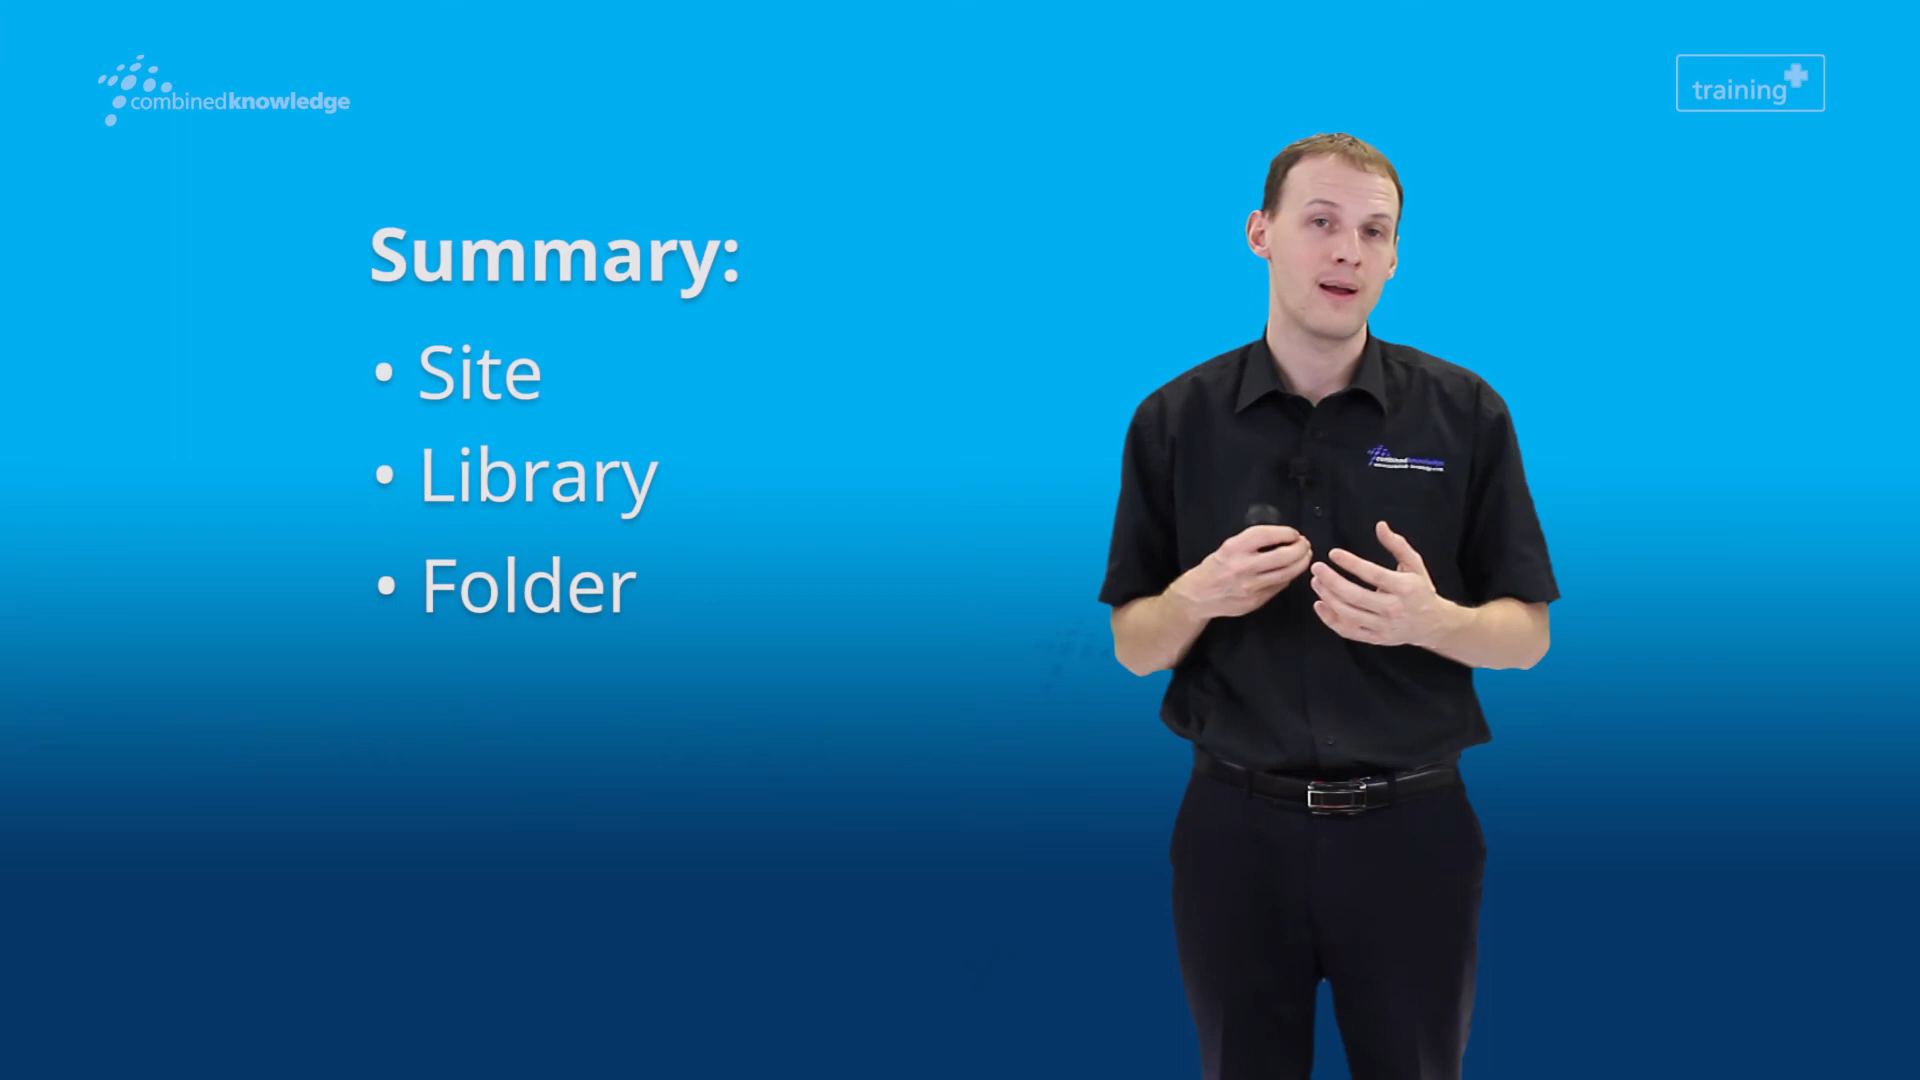 combinedknowledge
training
Summary:
• Site
• Library
• Folder